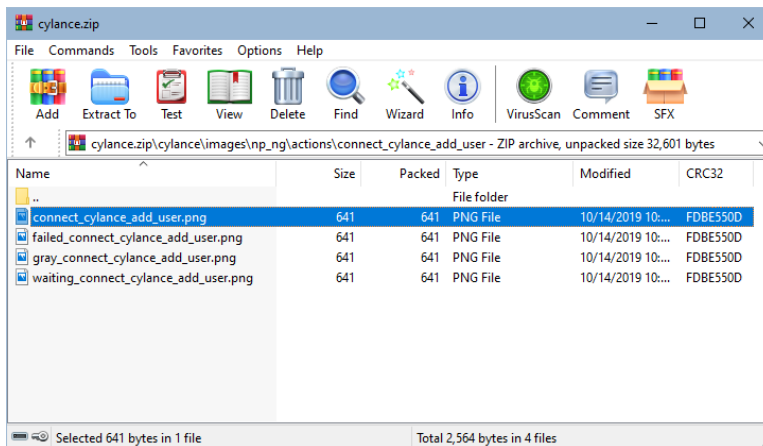 cylance.zip
File Commands Tools Favorites Options Help
Add Extract To Test View Delete Find Wizard Info VirusScan Comment SFX
cylance.zip\cylance\images\np_ng\actions\connect_cylance_add_user - ZIP archive, unpacked size 32,601 bytes
Name Size Packed Type Modified CRC32
.. File folder
connect_cylance_add_user.png 641 641 PNG File 10/14/2019 10:... FDBE550D
failed_connect_cylance_add_user.png 641 641 PNG File 10/14/2019 10:... FDBE550D
gray_connect_cylance_add_user.png 641 641 PNG File 10/14/2019 10:... FDBE550D
waiting_connect_cylance_add_user.png 641 641 PNG File 10/14/2019 10:... FDBE550D
Selected 641 bytes in 1 file Total 2,564 bytes in 4 files